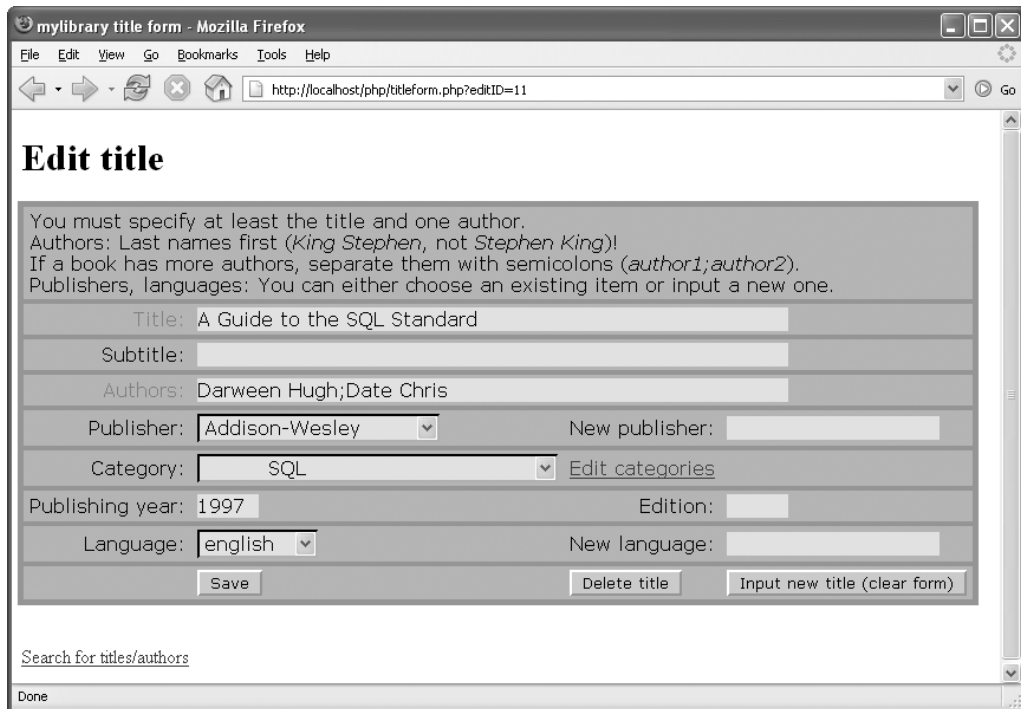 mylibrary title form - Mozilla Firefox
File Edit View Go Bookmarks Tools Help
http://localhost/php/titleform.php?editID=11 Go
Edit title
You must specify at least the title and one author.
Authors: Last names first (King Stephen, not Stephen King)!
If a book has more authors, separate them with semicolons (author1;author2).
Publishers, languages: You can either choose an existing item or input a new one.
Title: A Guide to the SQL Standard
Subtitle:
Authors: Darween Hugh;Date Chris
Publisher: Addison-Wesley New publisher:
Category: SQL Edit categories
Publishing year: 1997 Edition:
Language: english New language:
Save Delete title Input new title (clear form)
Search for titles/authors
Done